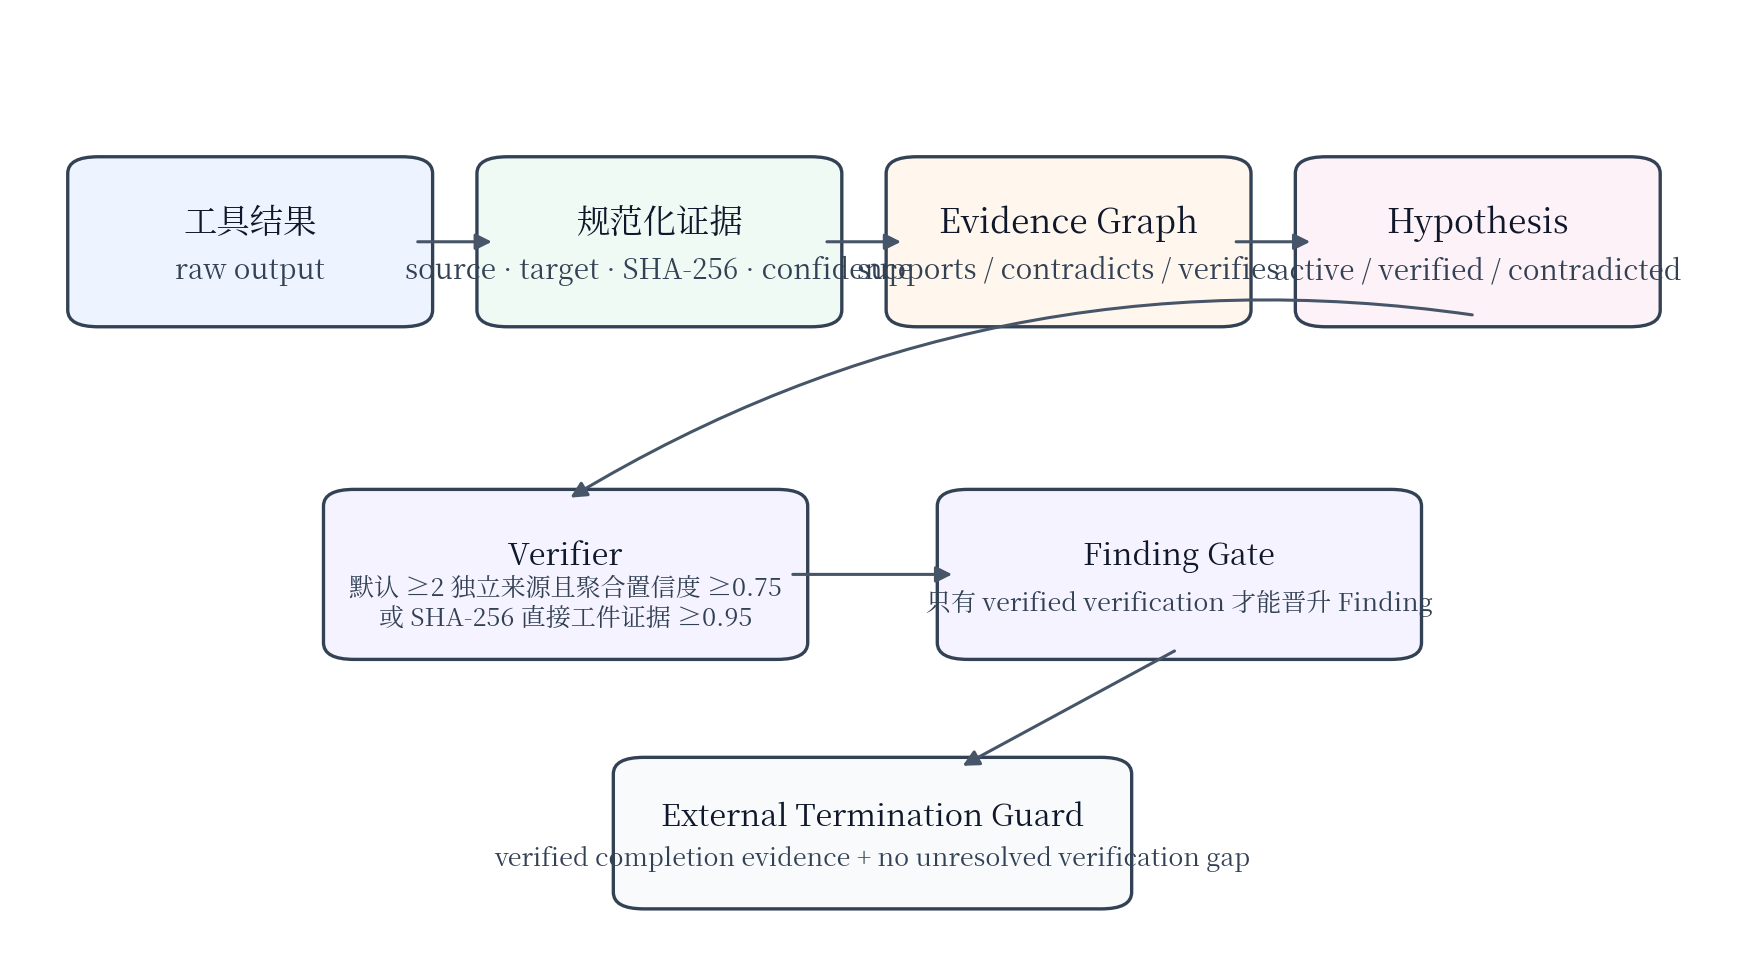 工具结果
raw output
规范化证据
source · target · SHA-256 · confidence
Evidence Graph
supports / contradicts / verifies
Hypothesis
active / verified / contradicted
Verifier
默认 ≥2 独立来源且聚合置信度 ≥0.75
或 SHA-256 直接工件证据 ≥0.95
Finding Gate
只有 verified verification 才能晋升 Finding
External Termination Guard
verified completion evidence + no unresolved verification gap